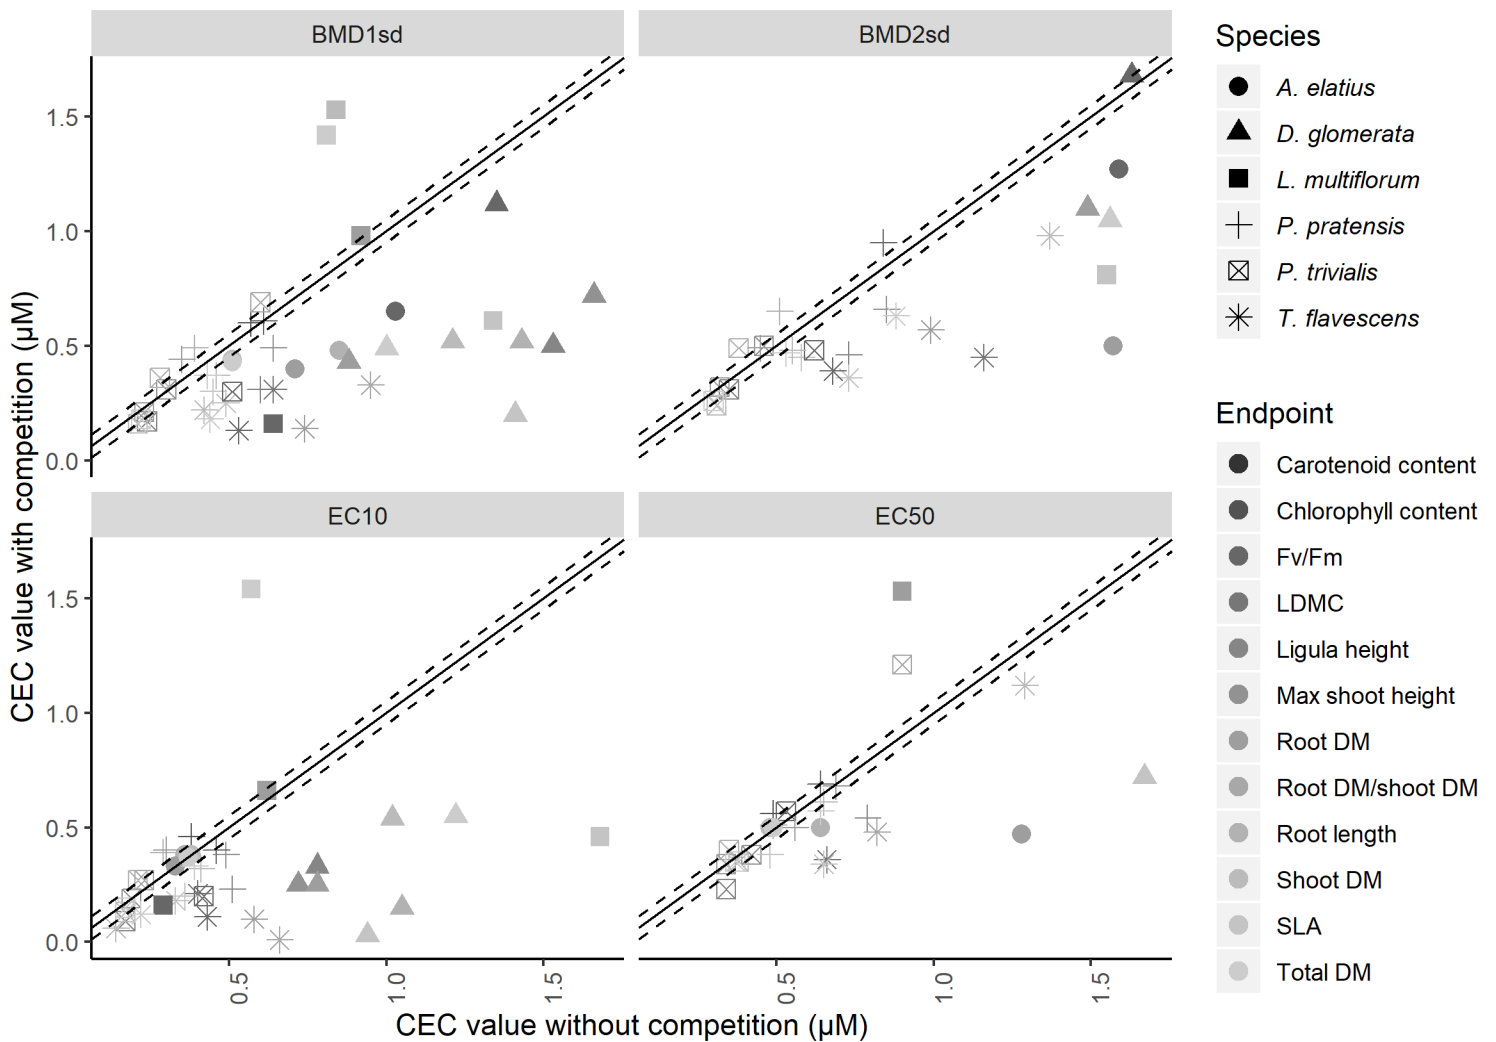 BMD1sd
BMD2sd
Species
A. elatius
D. glomerata
L. multiflorum
P. pratensis
P. trivialis
T. flavescens
Endpoint
Carotenoid content
Chlorophyll content
Fv/Fm
LDMC
Ligula height
Max shoot height
Root DM
Root DM/shoot DM
Root length
Shoot DM
SLA
Total DM
EC10
EC50
CEC value with competition (µM)
1.5
1.0
0.5
0.0
1.5
1.0
0.5
0.0
0.5
1.0
1.5
0.5
1.0
1.5
CEC value without competition (µM)